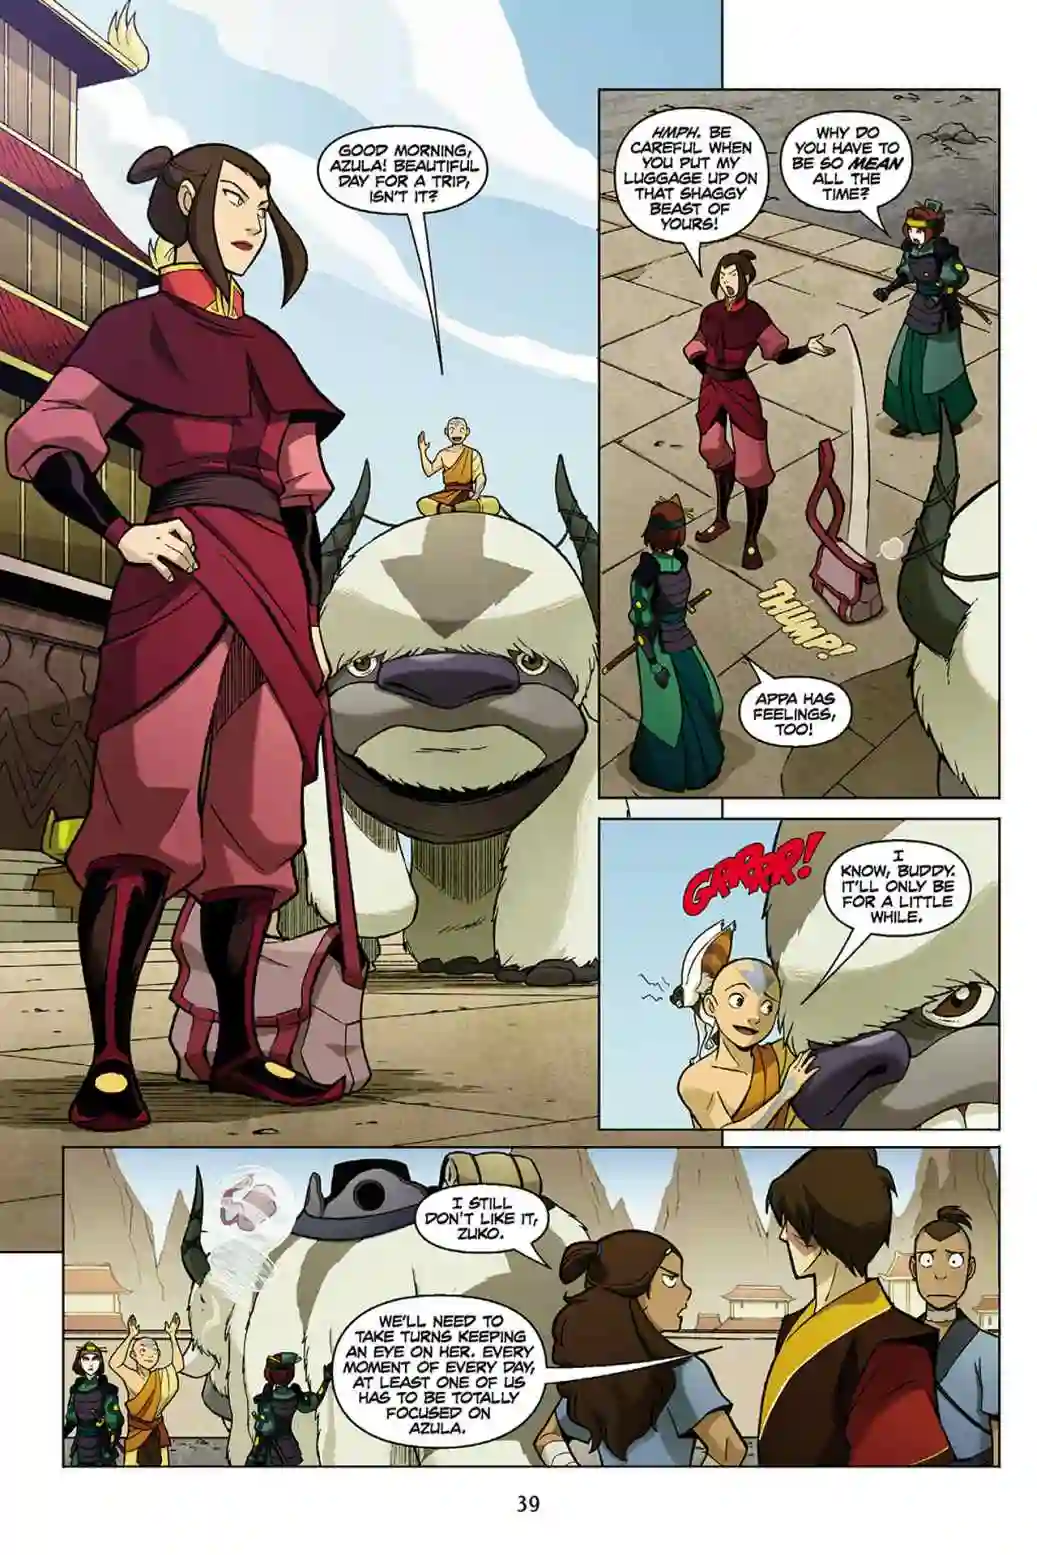 GOOD MORNING,
AZULA! BEAUTIFUL
DAY FOR A TRIP,
ISN'T IT?
HMPH. BE
CAREFUL WHEN
YOU PUT MY
LUGGAGE UP ON
THAT SHAGGY
BEAST OF
YOURS!
WHY DO
YOU HAVE TO
BE SO MEAN
ALL THE
TIME?
THUMP!
APPA HAS
FEELINGS,
TOO!
GRRRR!
I
KNOW, BUDDY.
IT'LL ONLY BE
FOR A LITTLE
WHILE.
I STILL
DON'T LIKE IT,
ZUKO.
WE'LL NEED TO
TAKE TURNS KEEPING
AN EYE ON HER. EVERY
MOMENT OF EVERY DAY,
AT LEAST ONE OF US
HAS TO BE TOTALLY
FOCUSED ON
AZULA.
39